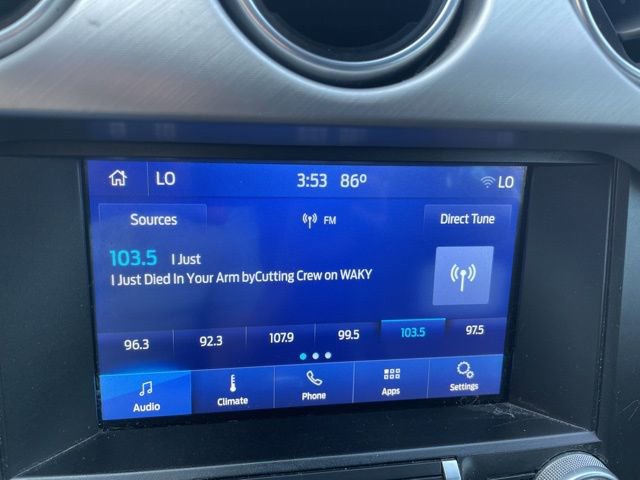 LO 3:53 86° LO
Sources FM Direct Tune
103.5 I Just
I Just Died In Your Arm byCutting Crew on WAKY
96.3 92.3 107.9 99.5 103.5 97.5
Audio Climate Phone Apps Settings